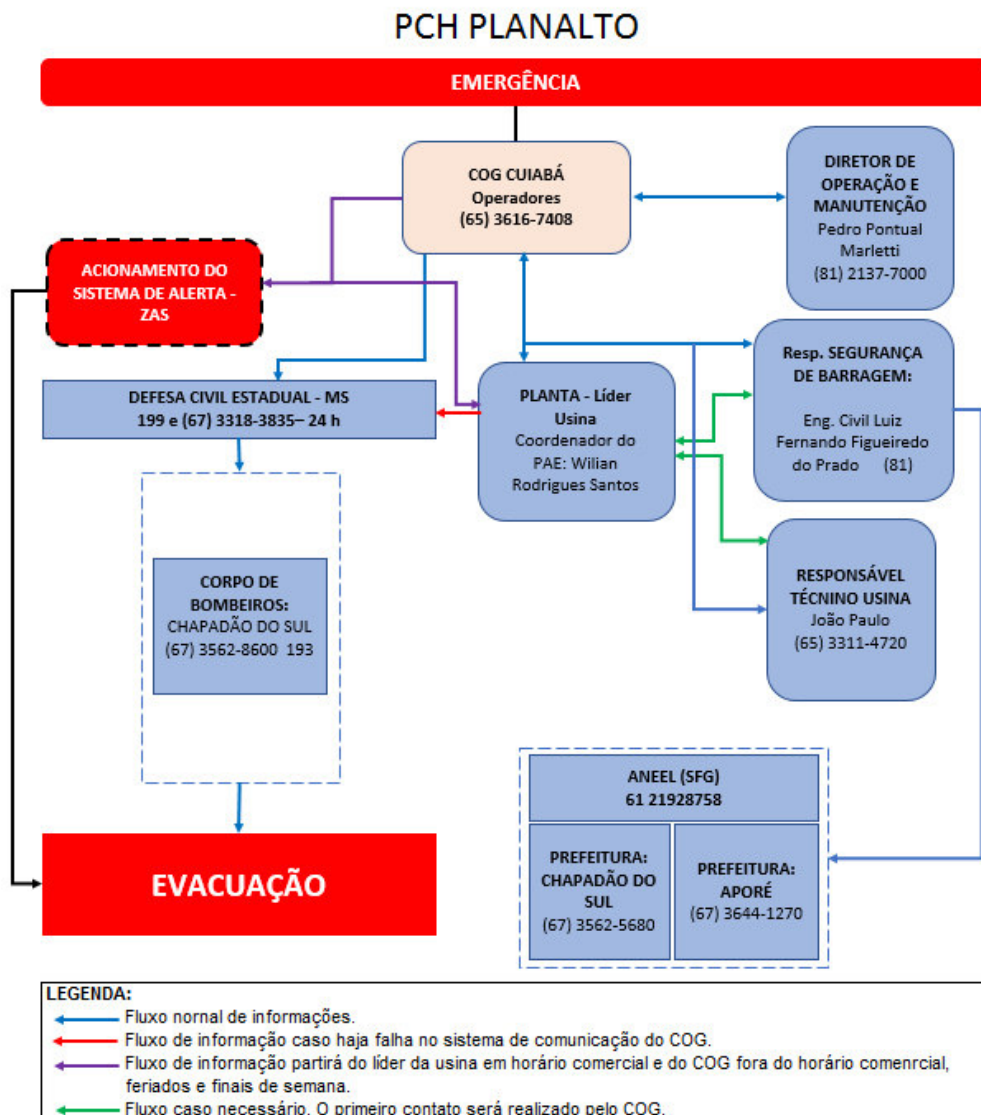 PCH PLANALTO
EMERGÊNCIA
COG CUIABÁ
Operadores
(65) 3616-7408
DIRETOR DE
OPERAÇÃO E
MANUTENÇÃO
Pedro Pontual
Marletti
(81) 2137-7000
ACIONAMENTO DO
SISTEMA DE ALERTA -
ZAS
DEFESA CIVIL ESTADUAL - MS
199 e (67) 3318-3835– 24 h
PLANTA - Líder
Usina
Coordenador do
PAE: Wilian
Rodrigues Santos
Resp. SEGURANÇA
DE BARRAGEM:
Eng. Civil Luiz
Fernando Figueiredo
do Prado (81)
CORPO DE
BOMBEIROS:
CHAPADÃO DO SUL
(67) 3562-8600 193
RESPONSÁVEL
TÉCNINO USINA
João Paulo
(65) 3311-4720
ANEEL (SFG)
61 21928758
PREFEITURA:
CHAPADÃO DO
SUL
(67) 3562-5680
PREFEITURA:
APORÉ
(67) 3644-1270
EVACUAÇÃO
LEGENDA:
Fluxo nornal de informações.
Fluxo de informação caso haja falha no sistema de comunicação do COG.
Fluxo de informação partirá do líder da usina em horário comercial e do COG fora do horário comenrcial,
feriados e finais de semana.
Fluxo caso necessário. O primeiro contato será realizado pelo COG.